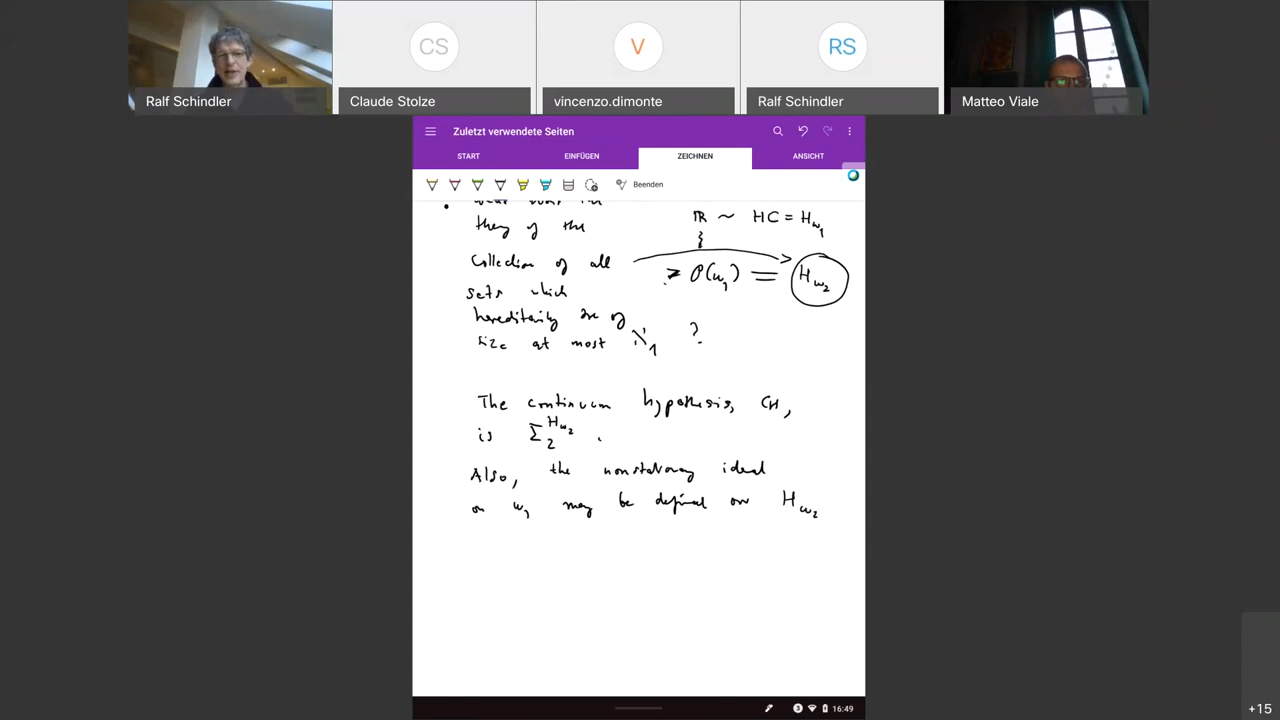 CS
V
RS
Ralf Schindler
Claude Stolze
vincenzo.dimonte
Ralf Schindler
Matteo Viale
Zuletzt verwendete Seiten
START
EINFÜGEN
ZEICHNEN
ANSICHT
Beenden
ℝ ~ HC = H_{ω_1}
theory of the
collection of all
> P(ω_1) = H_{ω_2}
sets which
hereditarily are of
size at most ℵ_1 ?
The continuum hypothesis, CH,
is Σ_2^{H_{ω_2}} .
Also, the nonstationary ideal
on ω_1 may be defined over H_{ω_2}
3
16:49
+15